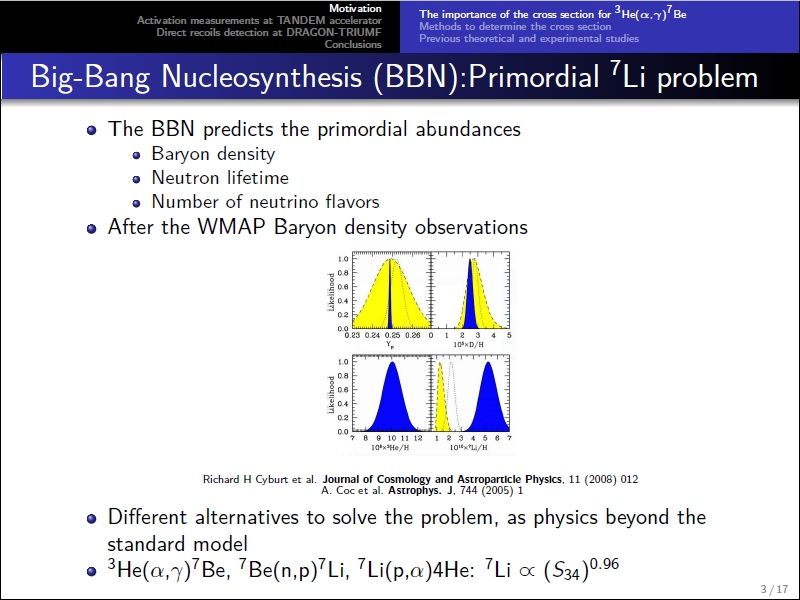 Motivation
Activation measurements at TANDEM accelerator
Direct recoils detection at DRAGON-TRIUMF
Conclusions
The importance of the cross section for ³He(α,γ)⁷Be
Methods to determine the cross section
Previous theoretical and experimental studies
Big-Bang Nucleosynthesis (BBN):Primordial ⁷Li problem
The BBN predicts the primordial abundances
Baryon density
Neutron lifetime
Number of neutrino flavors
After the WMAP Baryon density observations
Likelihood
1.0
0.8
0.6
0.4
0.2
0.0
0.23 0.24 0.25 0.26 0 1 2 3 4 5
Yₚ 10⁵×D/H
Likelihood
1.0
0.8
0.6
0.4
0.2
0.0
7 8 9 10 11 12 1 2 3 4 5 6 7
10⁶×³He/H 10¹⁰×⁷Li/H
Richard H Cyburt et al. Journal of Cosmology and Astroparticle Physics, 11 (2008) 012
A. Coc et al. Astrophys. J, 744 (2005) 1
Different alternatives to solve the problem, as physics beyond the
standard model
³He(α,γ)⁷Be, ⁷Be(n,p)⁷Li, ⁷Li(p,α)4He: ⁷Li ∝ (S₃₄)⁰·⁹⁶
3 / 17